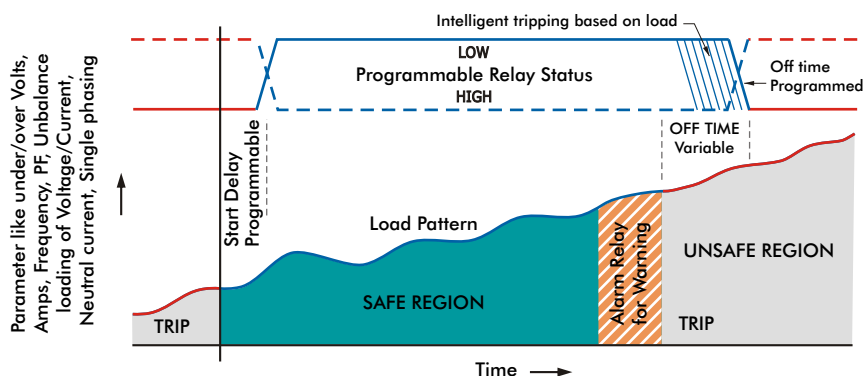 Intelligent tripping based on load
LOW
Programmable Relay Status
HIGH
Off time
Programmed
Parameter like under/over Volts,
Amps, Frequency, PF, Unbalance
loading of Voltage/Current,
Neutral current, Single phasing
Start Delay
Programmable
OFF TIME
Variable
Load Pattern
Alarm Relay
for Warning
UNSAFE REGION
SAFE REGION
TRIP
TRIP
Time